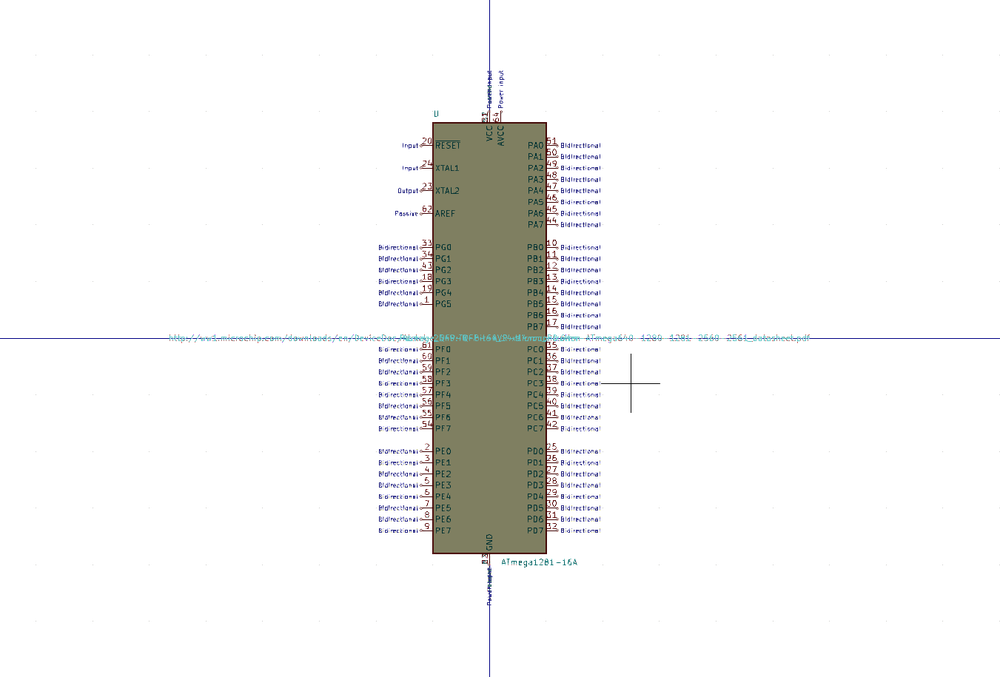 Power input
VCC
64
AVCC
U
Input 20 RESET
Input 24 XTAL1
Output 23 XTAL2
Passive 62 AREF
Bidirectional 33 PG0
Bidirectional 34 PG1
Bidirectional 43 PG2
Bidirectional 18 PG3
Bidirectional 19 PG4
Bidirectional 1 PG5
PA0 51 Bidirectional
PA1 50 Bidirectional
PA2 49 Bidirectional
PA3 48 Bidirectional
PA4 47 Bidirectional
PA5 46 Bidirectional
PA6 45 Bidirectional
PA7 44 Bidirectional
PB0 10 Bidirectional
PB1 11 Bidirectional
PB2 12 Bidirectional
PB3 13 Bidirectional
PB4 14 Bidirectional
PB5 15 Bidirectional
PB6 16 Bidirectional
PB7 17 Bidirectional
http://ww1.microchip.com/downloads/en/DeviceDoc/
ATmega640-1280-1281-2560-2561_datasheet.pdf
Bidirectional 61 PF0
Bidirectional 60 PF1
Bidirectional 59 PF2
Bidirectional 58 PF3
Bidirectional 57 PF4
Bidirectional 56 PF5
Bidirectional 55 PF6
Bidirectional 54 PF7
PC0 35 Bidirectional
PC1 36 Bidirectional
PC2 37 Bidirectional
PC3 38 Bidirectional
PC4 39 Bidirectional
PC5 40 Bidirectional
PC6 41 Bidirectional
PC7 42 Bidirectional
Bidirectional 2 PE0
Bidirectional 3 PE1
Bidirectional 4 PE2
Bidirectional 5 PE3
Bidirectional 6 PE4
Bidirectional 7 PE5
Bidirectional 8 PE6
Bidirectional 9 PE7
PD0 25 Bidirectional
PD1 26 Bidirectional
PD2 27 Bidirectional
PD3 28 Bidirectional
PD4 29 Bidirectional
PD5 30 Bidirectional
PD6 31 Bidirectional
PD7 32 Bidirectional
GND
ATmega1281-16A